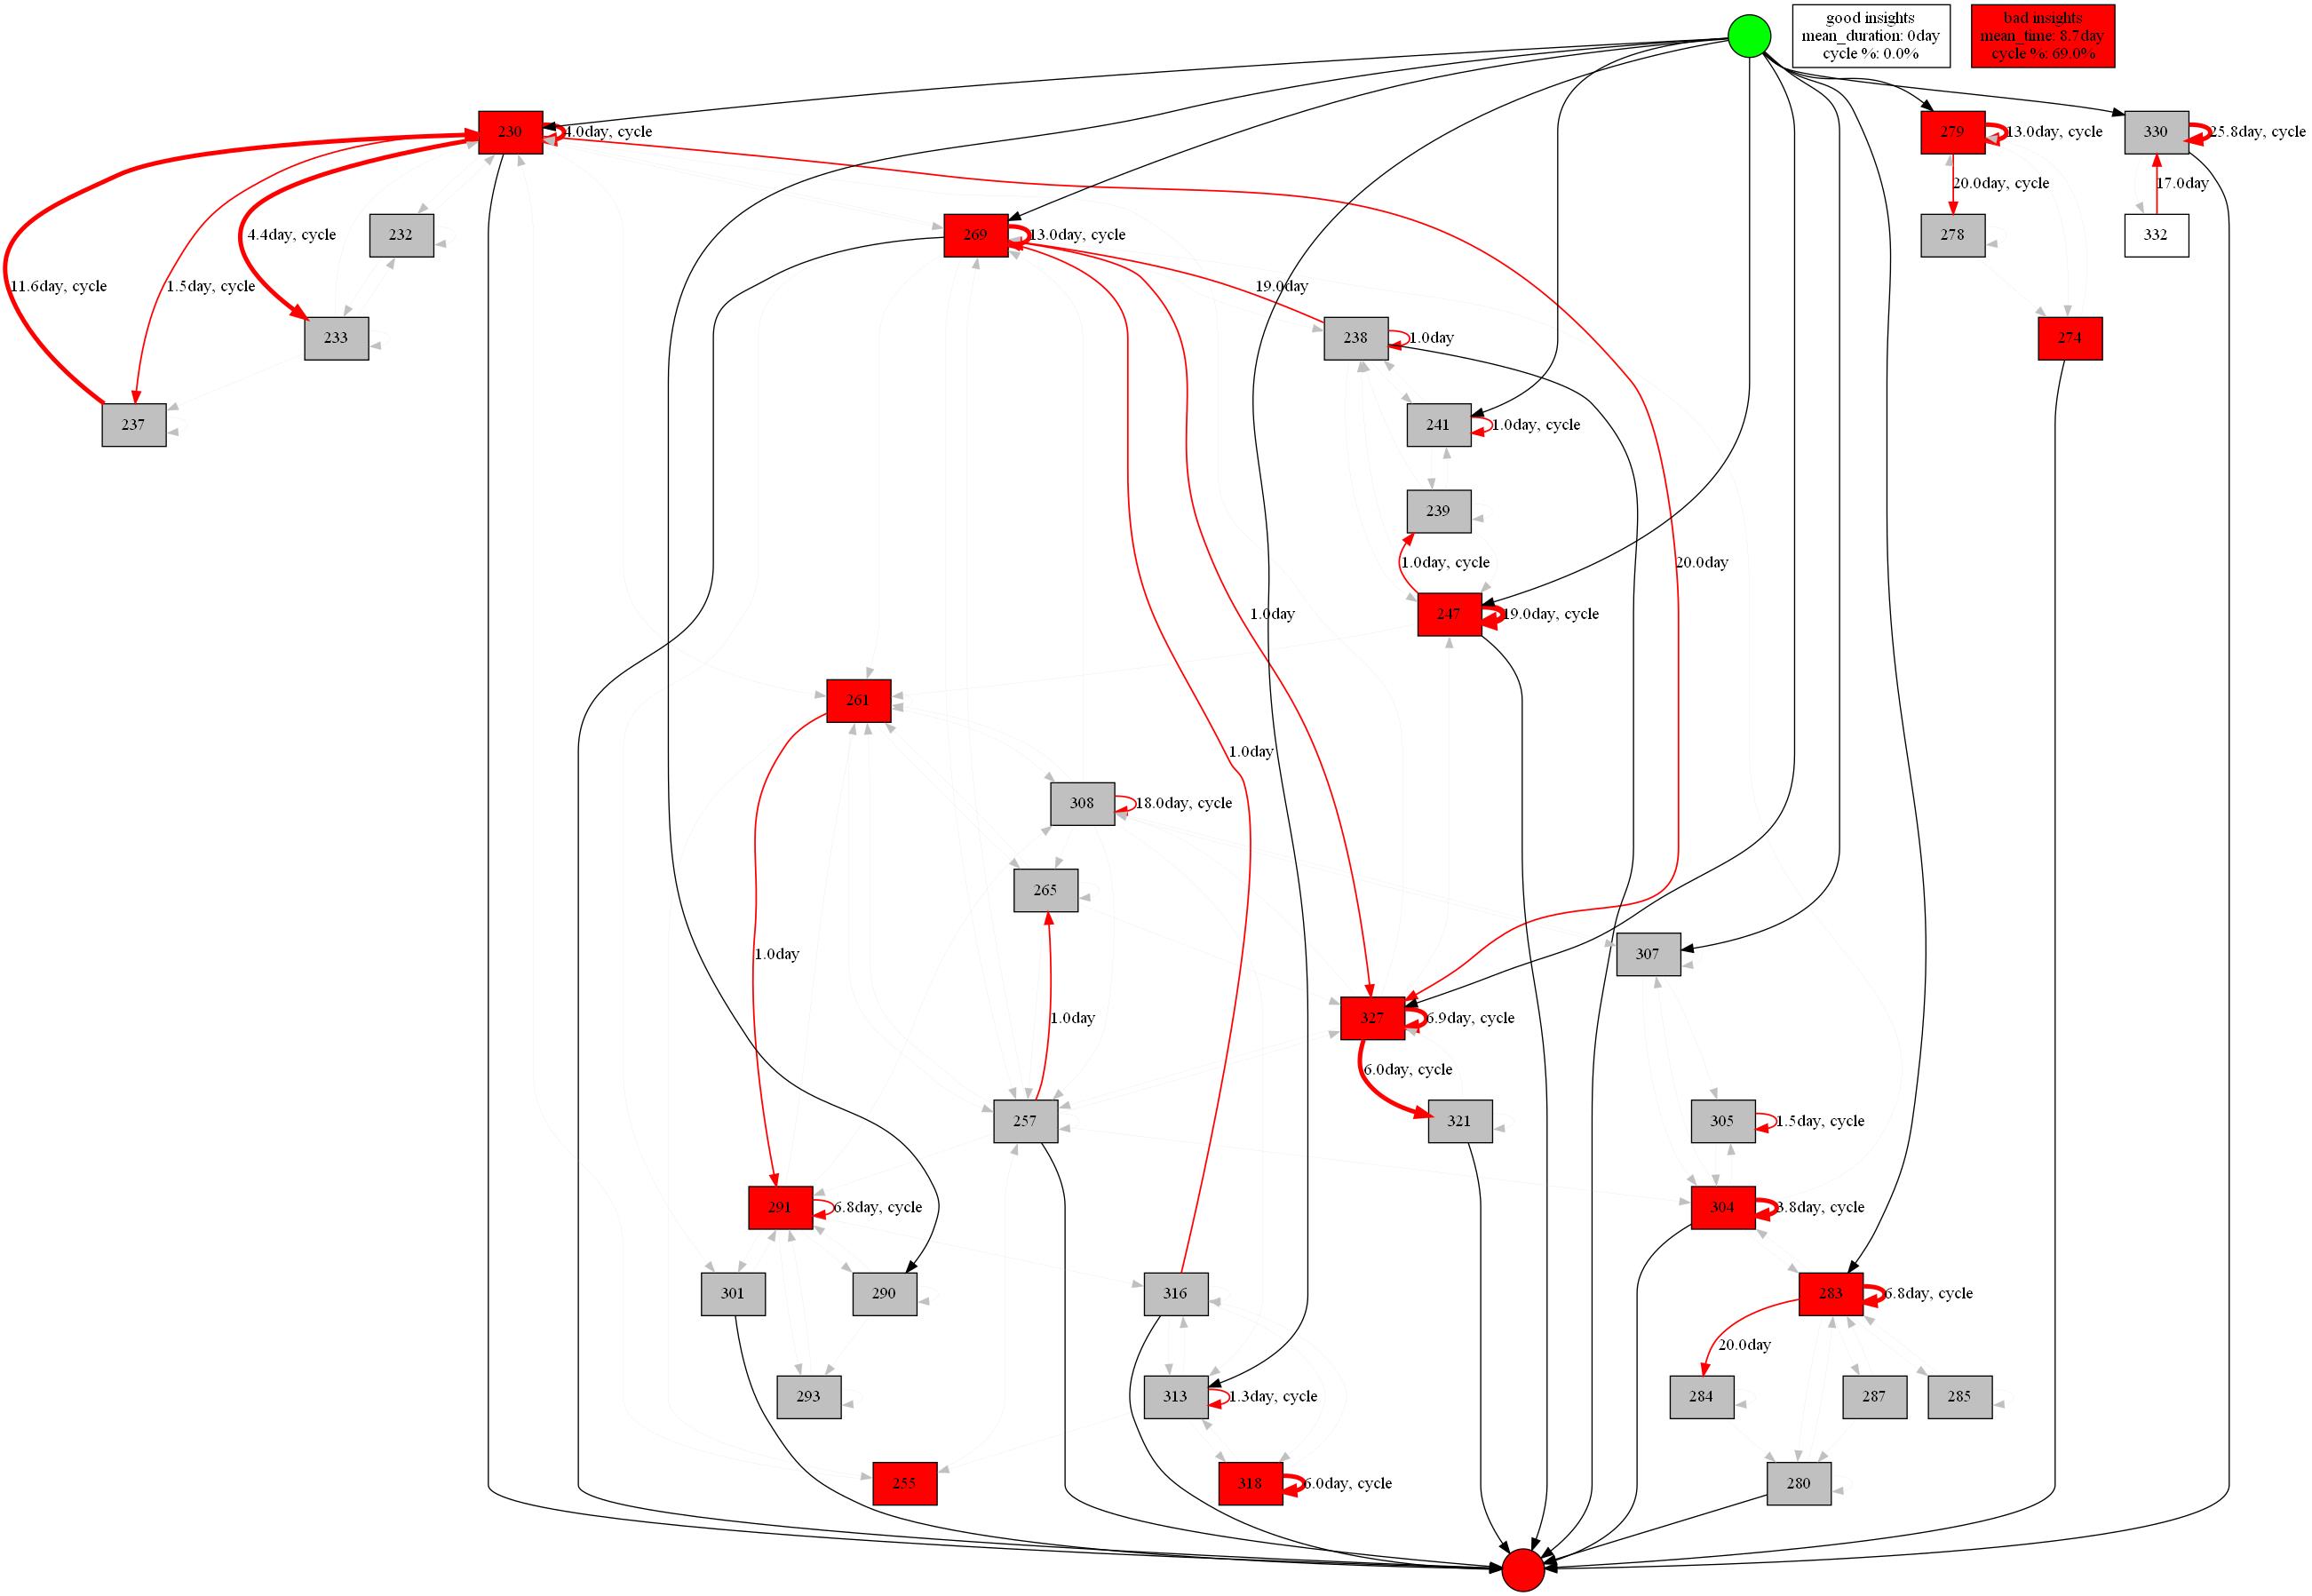 good insights
mean_duration: 0day
cycle %: 0.0%
bad insights
mean_time: 8.7day
cycle %: 69.0%
230
4.0day, cycle
279
13.0day, cycle
330
25.8day, cycle
20.0day, cycle
17.0day
232
269
13.0day, cycle
278
332
4.4day, cycle
11.6day, cycle
1.5day, cycle
19.0day
233
238
1.0day
274
237
241
1.0day, cycle
239
1.0day, cycle
20.0day
1.0day
247
19.0day, cycle
261
1.0day
308
18.0day, cycle
265
1.0day
307
1.0day
327
6.9day, cycle
6.0day, cycle
257
321
305
1.5day, cycle
291
6.8day, cycle
304
3.8day, cycle
301
290
316
283
6.8day, cycle
20.0day
293
313
1.3day, cycle
284
287
285
255
318
6.0day, cycle
280